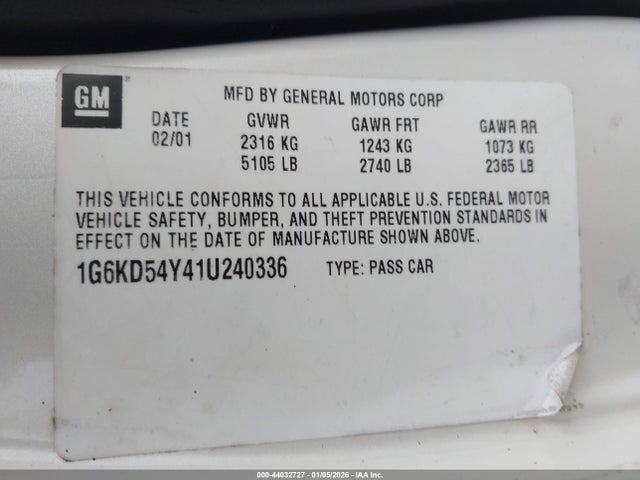 GM
MFD BY GENERAL MOTORS CORP
DATE GVWR GAWR FRT GAWR RR
02/01 2316 KG 1243 KG 1073 KG
5105 LB 2740 LB 2365 LB
THIS VEHICLE CONFORMS TO ALL APPLICABLE U.S. FEDERAL MOTOR
VEHICLE SAFETY, BUMPER, AND THEFT PREVENTION STANDARDS IN
EFFECT ON THE DATE OF MANUFACTURE SHOWN ABOVE.
1G6KD54Y41U240336 TYPE: PASS CAR
000-44032727 - 01/05/2026 - IAA Inc.